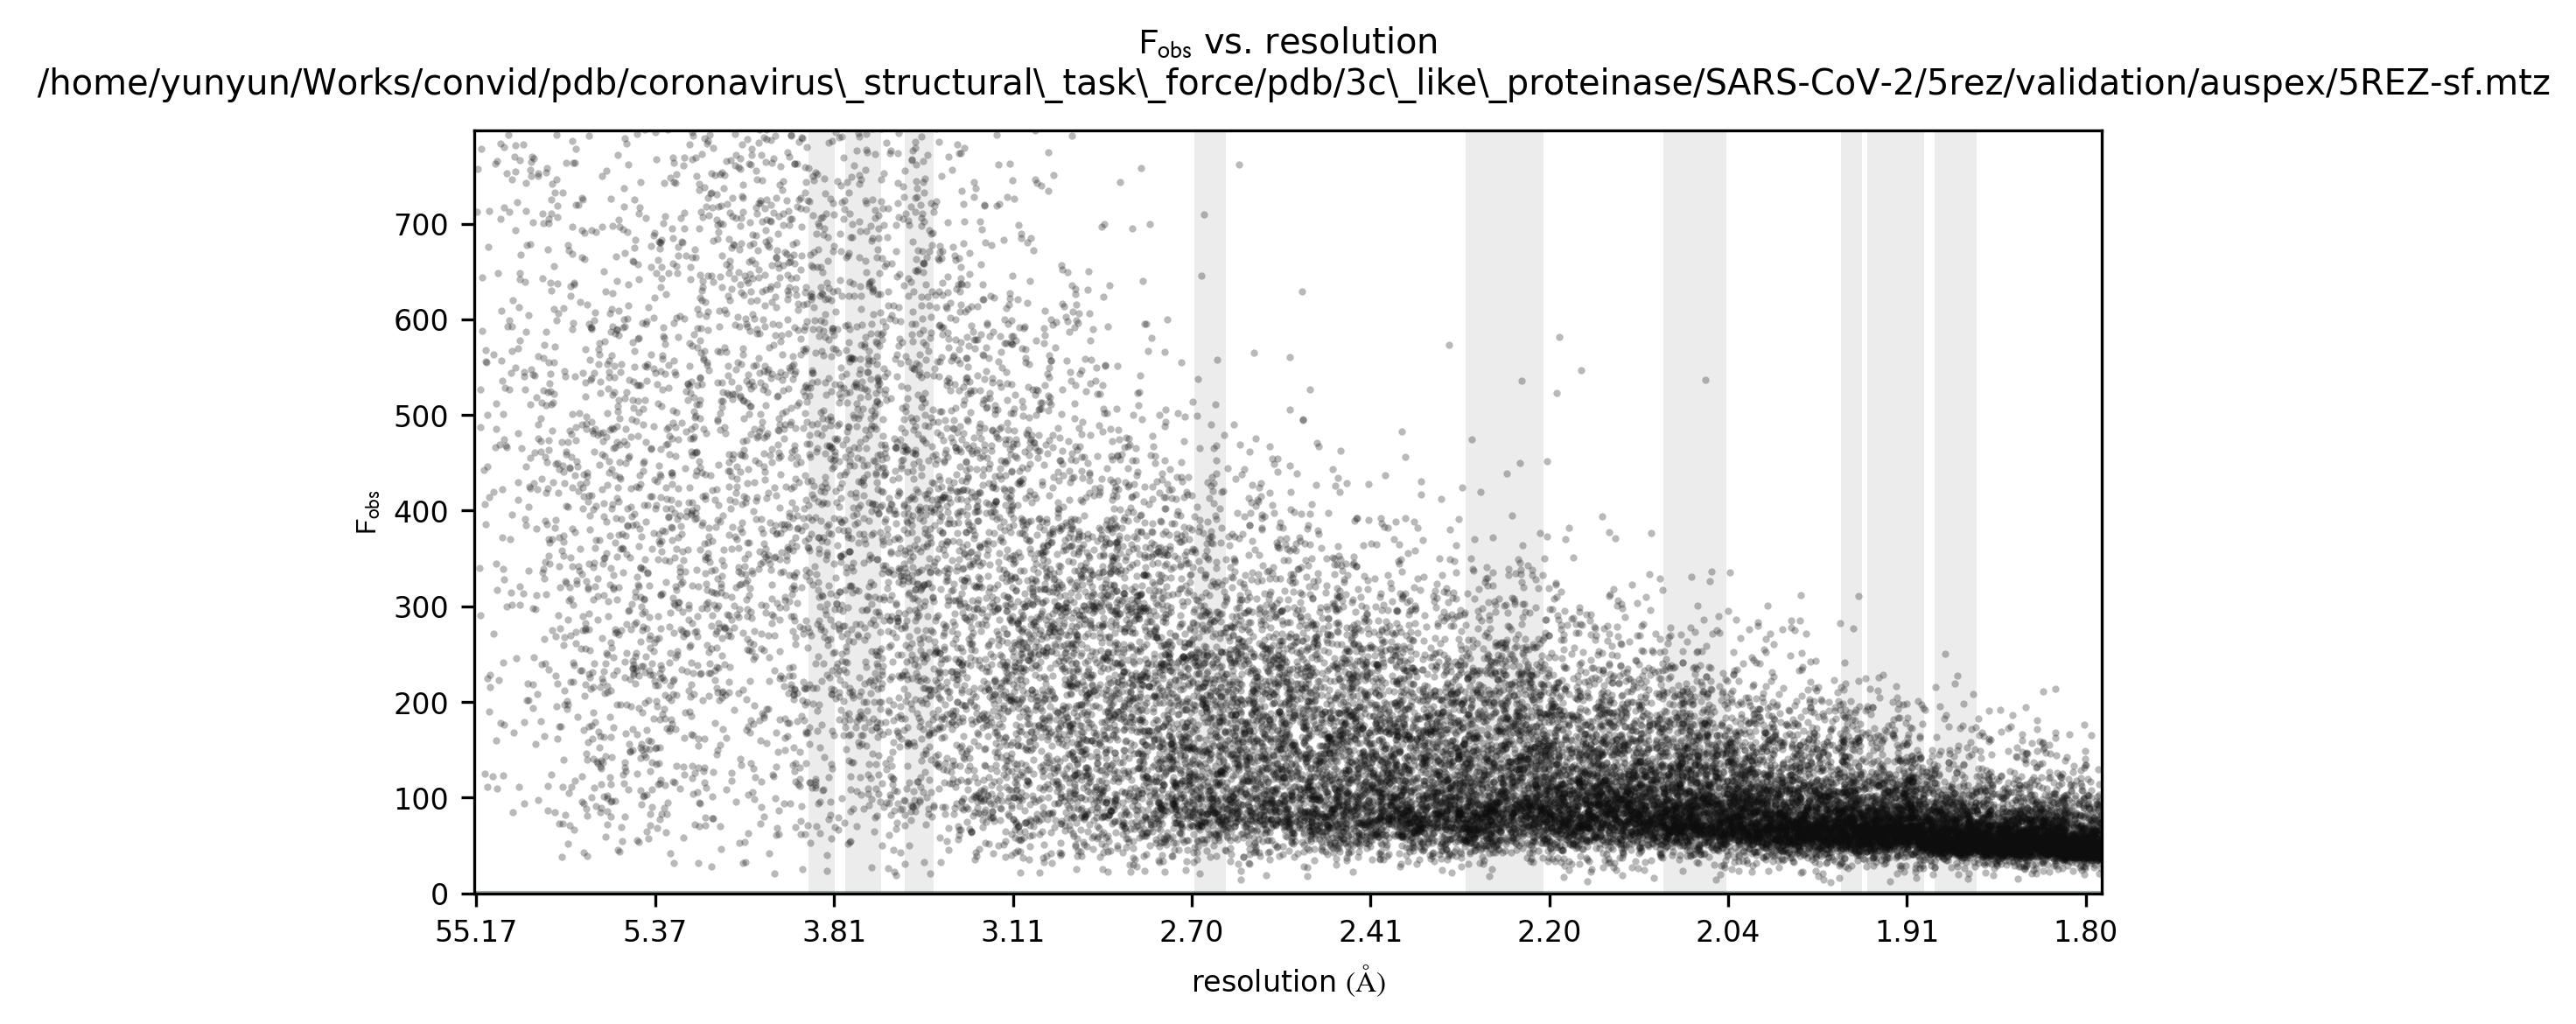 Fobs vs. resolution
/home/yunyun/Works/convid/pdb/coronavirus\_structural\_task\_force/pdb/3c\_like\_proteinase/SARS-CoV-2/5rez/validation/auspex/5REZ-sf.mtz
700
600
500
400
300
200
100
0
Fobs
55.17 5.37 3.81 3.11 2.70 2.41 2.20 2.04 1.91 1.80
resolution (Å)